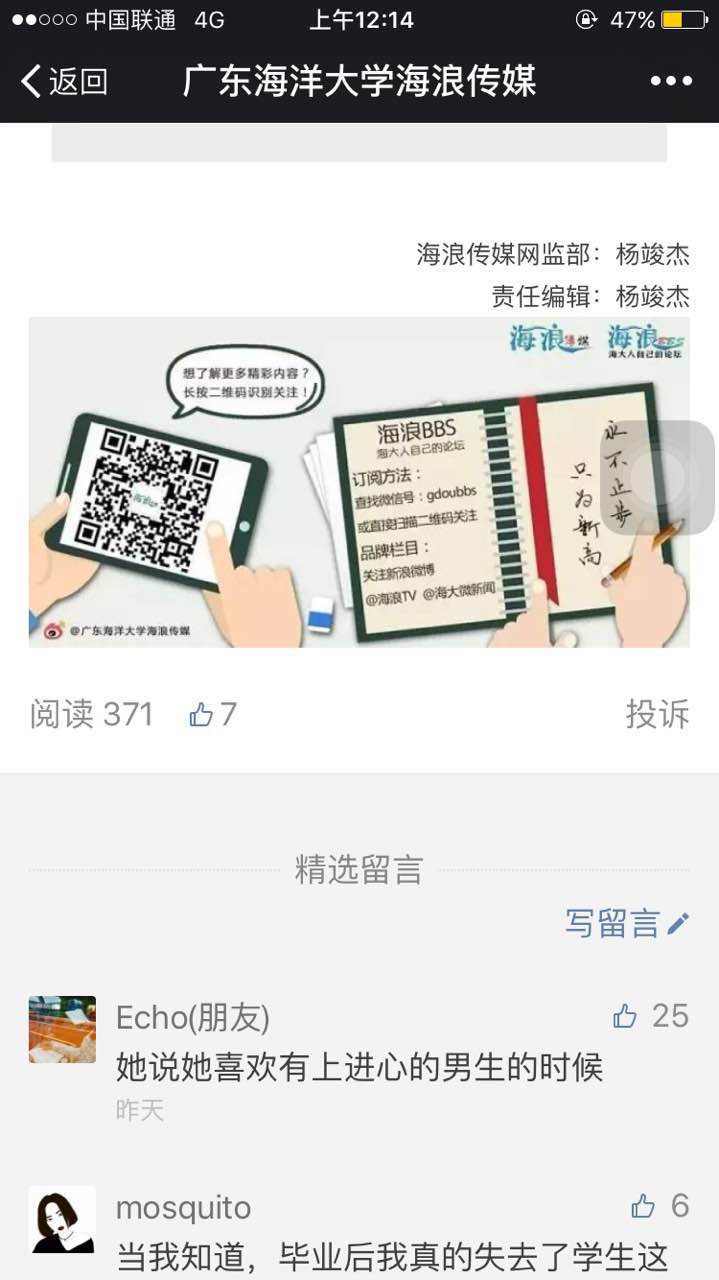 中国联通 4G 上午12:14 47%
返回 广东海洋大学海浪传媒
海浪传媒网监部：杨竣杰
责任编辑：杨竣杰
海浪傳媒 海浪BBS
海大人自己的论坛
想了解更多精彩内容？
长按二维码识别关注！
海浪BBS
海大人自己的论坛
订阅方法：
查找微信号：gdoubbs
或直接扫描二维码关注
品牌栏目：
关注新浪微博
@海浪TV @海大微新闻
永不止步
只为新高
@广东海洋大学海浪传媒
阅读 371 7 投诉
精选留言
写留言
Echo(朋友) 25
她说她喜欢有上进心的男生的时候
昨天
mosquito 6
当我知道，毕业后我真的失去了学生这